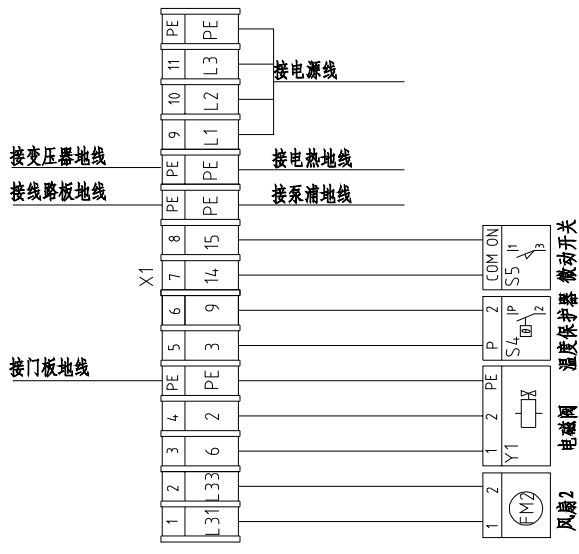 PE PE
11 L3
接电源线
10 L2
9 L1
接变压器地线
PE PE
接电热地线
接线路板地线
PE PE
接泵浦地线
8 15
COM ON
S5
1
3
微动开关
X1
7 14
6 9
P 2
S4
θ
P
2
温度保护器
5 3
接门板地线
PE PE
4 2
3 6
1 2 PE
Y1
电磁阀
2 L33
1 L31
1 2
FM2
风扇2